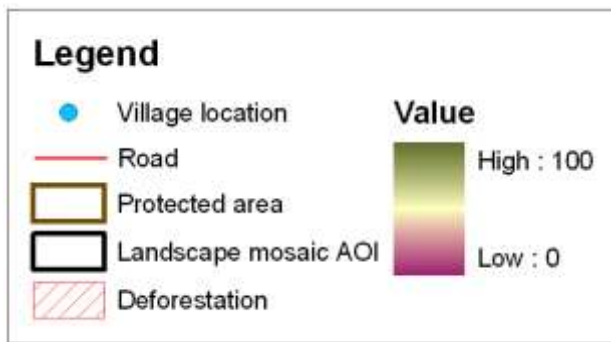 Legend
Village location
Road
Protected area
Landscape mosaic AOI
Deforestation
Value
High : 100
Low : 0